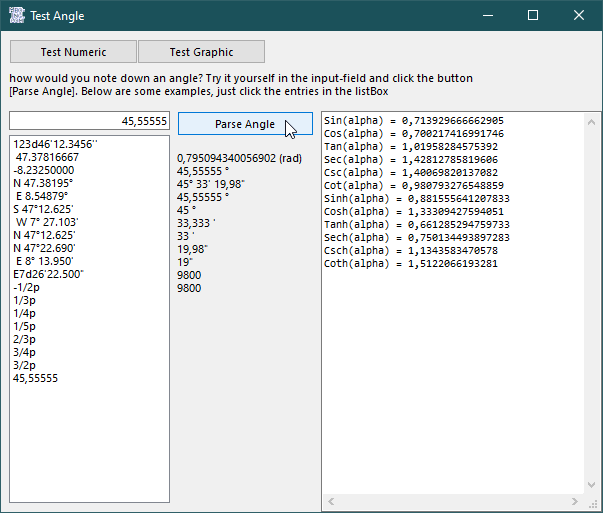 Test Angle
Test Numeric
Test Graphic
how would you note down an angle? Try it yourself in the input-field and click the button
[Parse Angle]. Below are some examples, just click the entries in the listBox
45,55555
Parse Angle
123d46'12.3456''
47.37816667
-8.23250000
N 47.38195°
E 8.54879°
S 47°12.625'
W 7° 27.103'
N 47°12.625'
N 47°22.690'
E 8° 13.950'
E7d26'22.500"
-1/2p
1/3p
1/4p
1/5p
2/3p
3/4p
3/2p
45,55555
0,795094340056902 (rad)
45,55555 °
45° 33' 19,98"
45,55555 °
45 °
33,333 '
33 '
19,98"
19"
9800
9800
Sin(alpha) = 0,713929666662905
Cos(alpha) = 0,700217416991746
Tan(alpha) = 1,01958284575392
Sec(alpha) = 1,42812785819606
Csc(alpha) = 1,40069820137082
Cot(alpha) = 0,980793276548859
Sinh(alpha) = 0,881555641207833
Cosh(alpha) = 1,33309427594051
Tanh(alpha) = 0,661285294759733
Sech(alpha) = 0,750134493897283
Csch(alpha) = 1,1343583470578
Coth(alpha) = 1,5122066193281